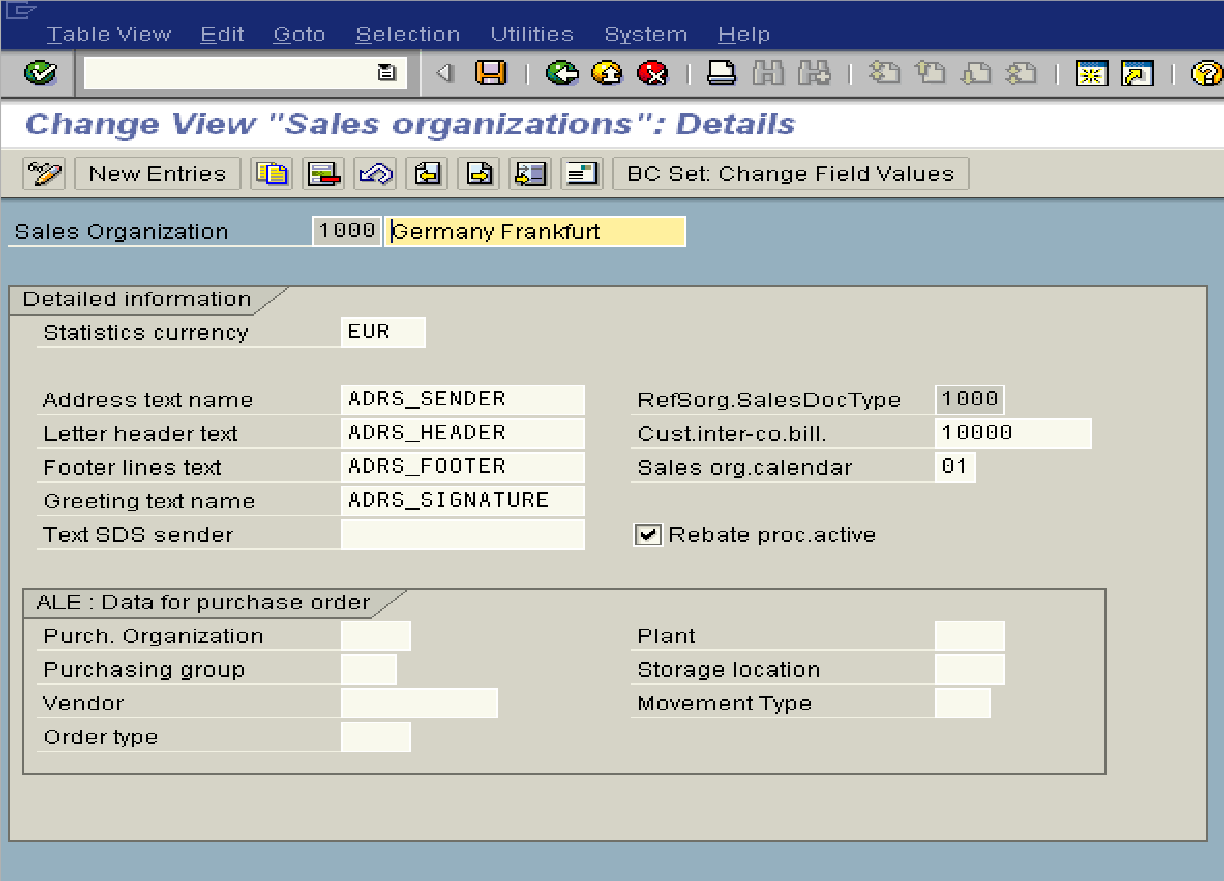 Table View Edit Goto Selection Utilities System Help
Change View "Sales organizations": Details
New Entries BC Set: Change Field Values
Sales Organization 1000 Germany Frankfurt
Detailed information
Statistics currency EUR
Address text name ADRS_SENDER RefSorg.SalesDocType 1000
Letter header text ADRS_HEADER Cust.inter-co.bill. 10000
Footer lines text ADRS_FOOTER Sales org.calendar 01
Greeting text name ADRS_SIGNATURE
Text SDS sender Rebate proc.active
ALE : Data for purchase order
Purch. Organization Plant
Purchasing group Storage location
Vendor Movement Type
Order type